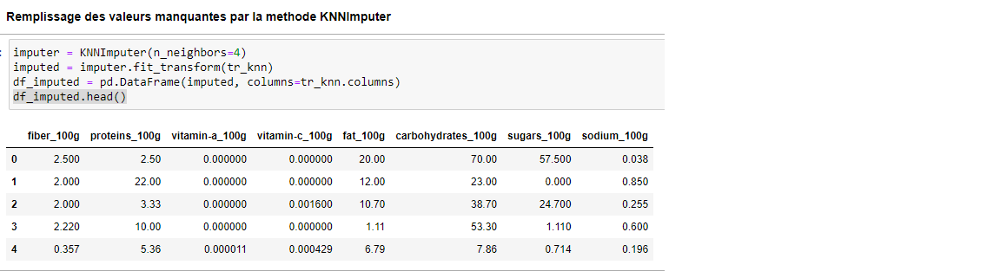 Remplissage des valeurs manquantes par la methode KNNImputer
imputer = KNNImputer(n_neighbors=4)
imputed = imputer.fit_transform(tr_knn)
df_imputed = pd.DataFrame(imputed, columns=tr_knn.columns)
df_imputed.head()
fiber_100g proteins_100g vitamin-a_100g vitamin-c_100g fat_100g carbohydrates_100g sugars_100g sodium_100g
0 2.500 2.50 0.000000 0.000000 20.00 70.00 57.500 0.038
1 2.000 22.00 0.000000 0.000000 12.00 23.00 0.000 0.850
2 2.000 3.33 0.000000 0.001600 10.70 38.70 24.700 0.255
3 2.220 10.00 0.000000 0.000000 1.11 53.30 1.110 0.600
4 0.357 5.36 0.000011 0.000429 6.79 7.86 0.714 0.196